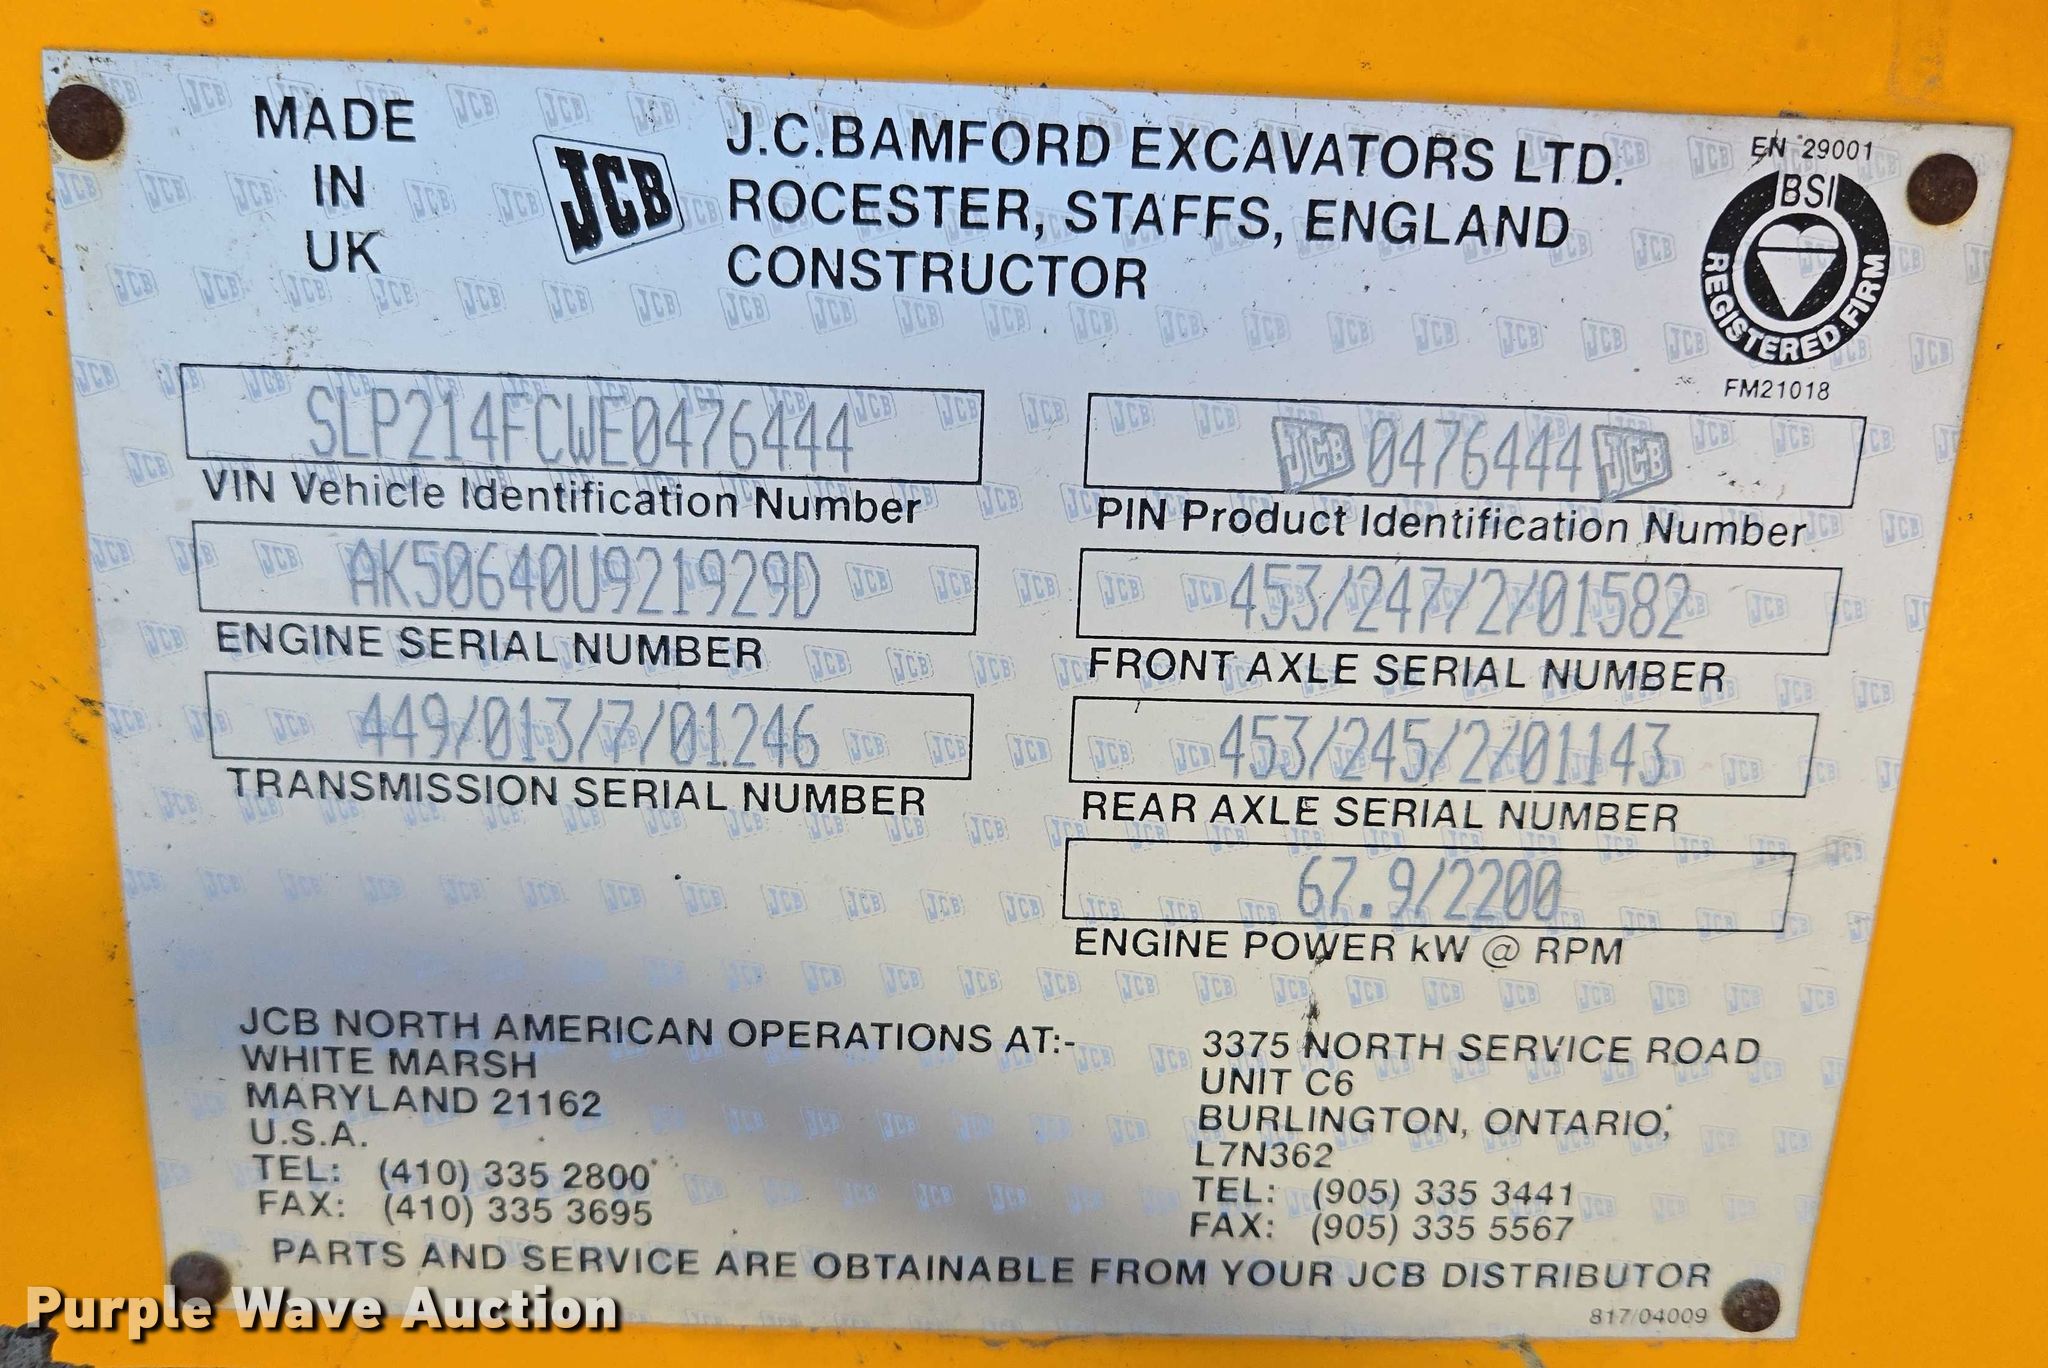 MADE
IN
UK
JCB
J.C.BAMFORD EXCAVATORS LTD.
ROCESTER, STAFFS, ENGLAND
CONSTRUCTOR
EN 29001
BSI
REGISTERED FIRM
FM21018
SLP214FCWE0476444
VIN Vehicle Identification Number
JCB 0476444 JCB
PIN Product Identification Number
AK50640U921929D
ENGINE SERIAL NUMBER
453/247/2/01582
FRONT AXLE SERIAL NUMBER
449/013/7/01246
TRANSMISSION SERIAL NUMBER
453/245/2/01143
REAR AXLE SERIAL NUMBER
67.9/2200
ENGINE POWER kW @ RPM
JCB NORTH AMERICAN OPERATIONS AT:-
WHITE MARSH
MARYLAND 21162
U.S.A.
TEL: (410) 335 2800
FAX: (410) 335 3695
3375 NORTH SERVICE ROAD
UNIT C6
BURLINGTON, ONTARIO,
L7N362
TEL: (905) 335 3441
FAX: (905) 335 5567
PARTS AND SERVICE ARE OBTAINABLE FROM YOUR JCB DISTRIBUTOR
817/04009
Purple Wave Auction